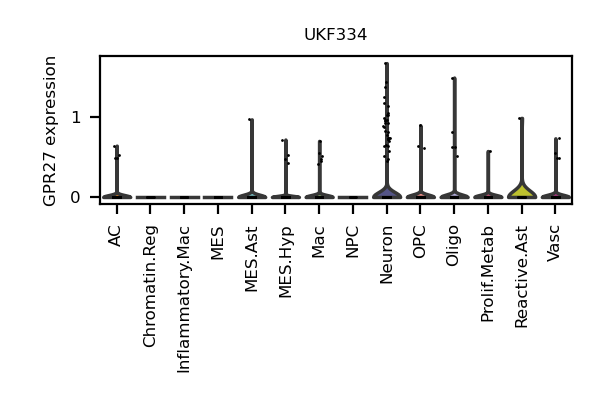 UKF334
GPR27 expression
1
0
AC
Chromatin.Reg
Inflammatory.Mac
MES
MES.Ast
MES.Hyp
Mac
NPC
Neuron
OPC
Oligo
Prolif.Metab
Reactive.Ast
Vasc